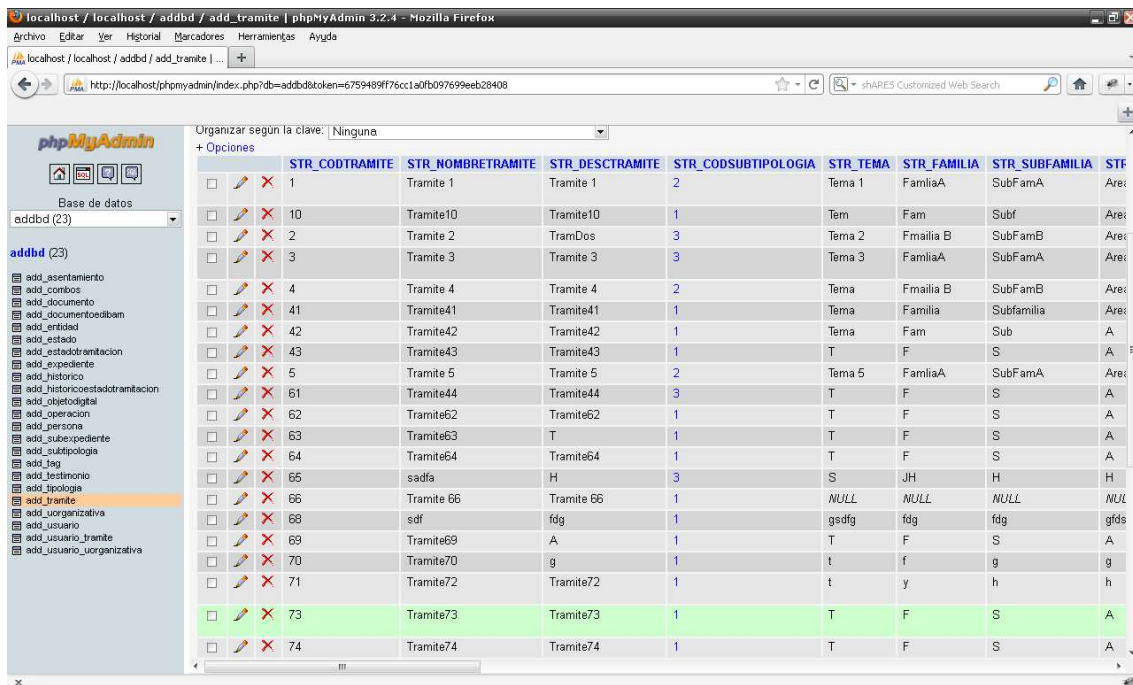 localhost / localhost / addbd / add_tramite | phpMyAdmin 3.2.4 - Mozilla Firefox
Archivo Editar Ver Historial Marcadores Herramientas Ayuda
localhost / localhost / addbd / add_tramite | ...
http://localhost/phpmyadmin/index.php?db=addbd&token=6759489ff76cc1a0fb097699eeb28408
shARES Customized Web Search
phpMyAdmin
SQL
Base de datos
addbd (23)
addbd (23)
add_asentamiento
add_combos
add_documento
add_documentoedibam
add_entidad
add_estado
add_estadotramitacion
add_expediente
add_historico
add_historicoestadotramitacion
add_objetodigital
add_operacion
add_persona
add_subexpediente
add_subtipologia
add_tag
add_testimonio
add_tipologia
add_tramite
add_uorganizativa
add_usuario
add_usuario_tramite
add_usuario_uorganizativa
Organizar según la clave: Ninguna
+ Opciones
STR_CODTRAMITE STR_NOMBRETRAMITE STR_DESCTRAMITE STR_CODSUBTIPOLOGIA STR_TEMA STR_FAMILIA STR_SUBFAMILIA STR
1 Tramite 1 Tramite 1 2 Tema 1 FamliaA SubFamA Area
10 Tramite10 Tramite10 1 Tem Fam Subf Area
2 Tramite 2 TramDos 3 Tema 2 Fmailia B SubFamB Area
3 Tramite 3 Tramite 3 3 Tema 3 FamliaA SubFamA Area
4 Tramite 4 Tramite 4 2 Tema Fmailia B SubFamB Area
41 Tramite41 Tramite41 1 Tema Familia Subfamilia Area
42 Tramite42 Tramite42 1 Tema Fam Sub A
43 Tramite43 Tramite43 1 T F S A
5 Tramite 5 Tramite 5 2 Tema 5 FamliaA SubFamA Area
61 Tramite44 Tramite44 3 T F S A
62 Tramite62 Tramite62 1 T F S A
63 Tramite63 T 1 T F S A
64 Tramite64 Tramite64 1 T F S A
65 sadfa H 3 S JH H H
66 Tramite 66 Tramite 66 1 NULL NULL NULL NUL
68 sdf fdg 1 gsdfg fdg fdg gfds
69 Tramite69 A 1 T F S A
70 Tramite70 g 1 t f g g
71 Tramite72 Tramite72 1 t y h h
73 Tramite73 Tramite73 1 T F S A
74 Tramite74 Tramite74 1 T F S A